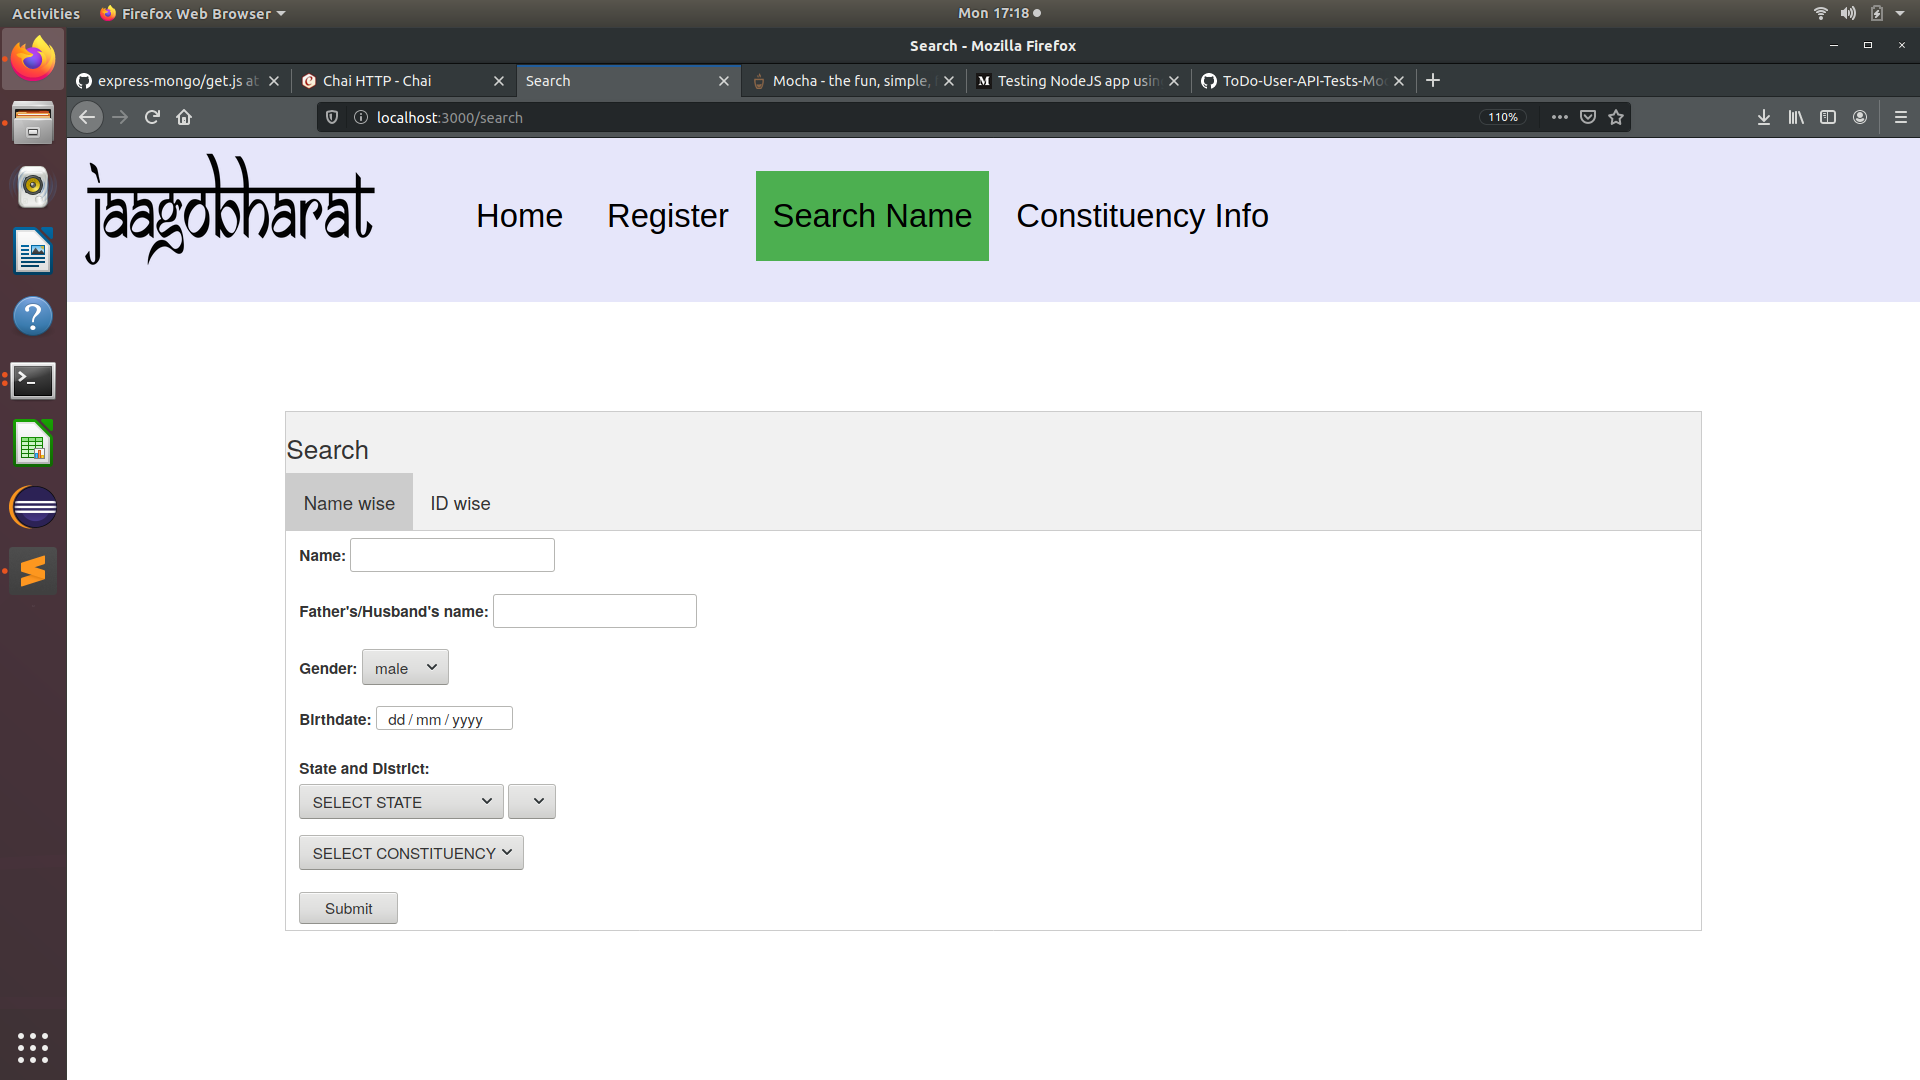 Activities Firefox Web Browser Mon 17:18
Search - Mozilla Firefox
express-mongo/get.js at Chai HTTP - Chai Search Mocha - the fun, simple, Testing NodeJS app using ToDo-User-API-Tests-Mo
localhost:3000/search 110%
jaagobharat Home Register Search Name Constituency Info
Search
Name wise ID wise
Name:
Father's/Husband's name:
Gender: male
Birthdate: dd / mm / yyyy
State and District:
SELECT STATE
SELECT CONSTITUENCY
Submit